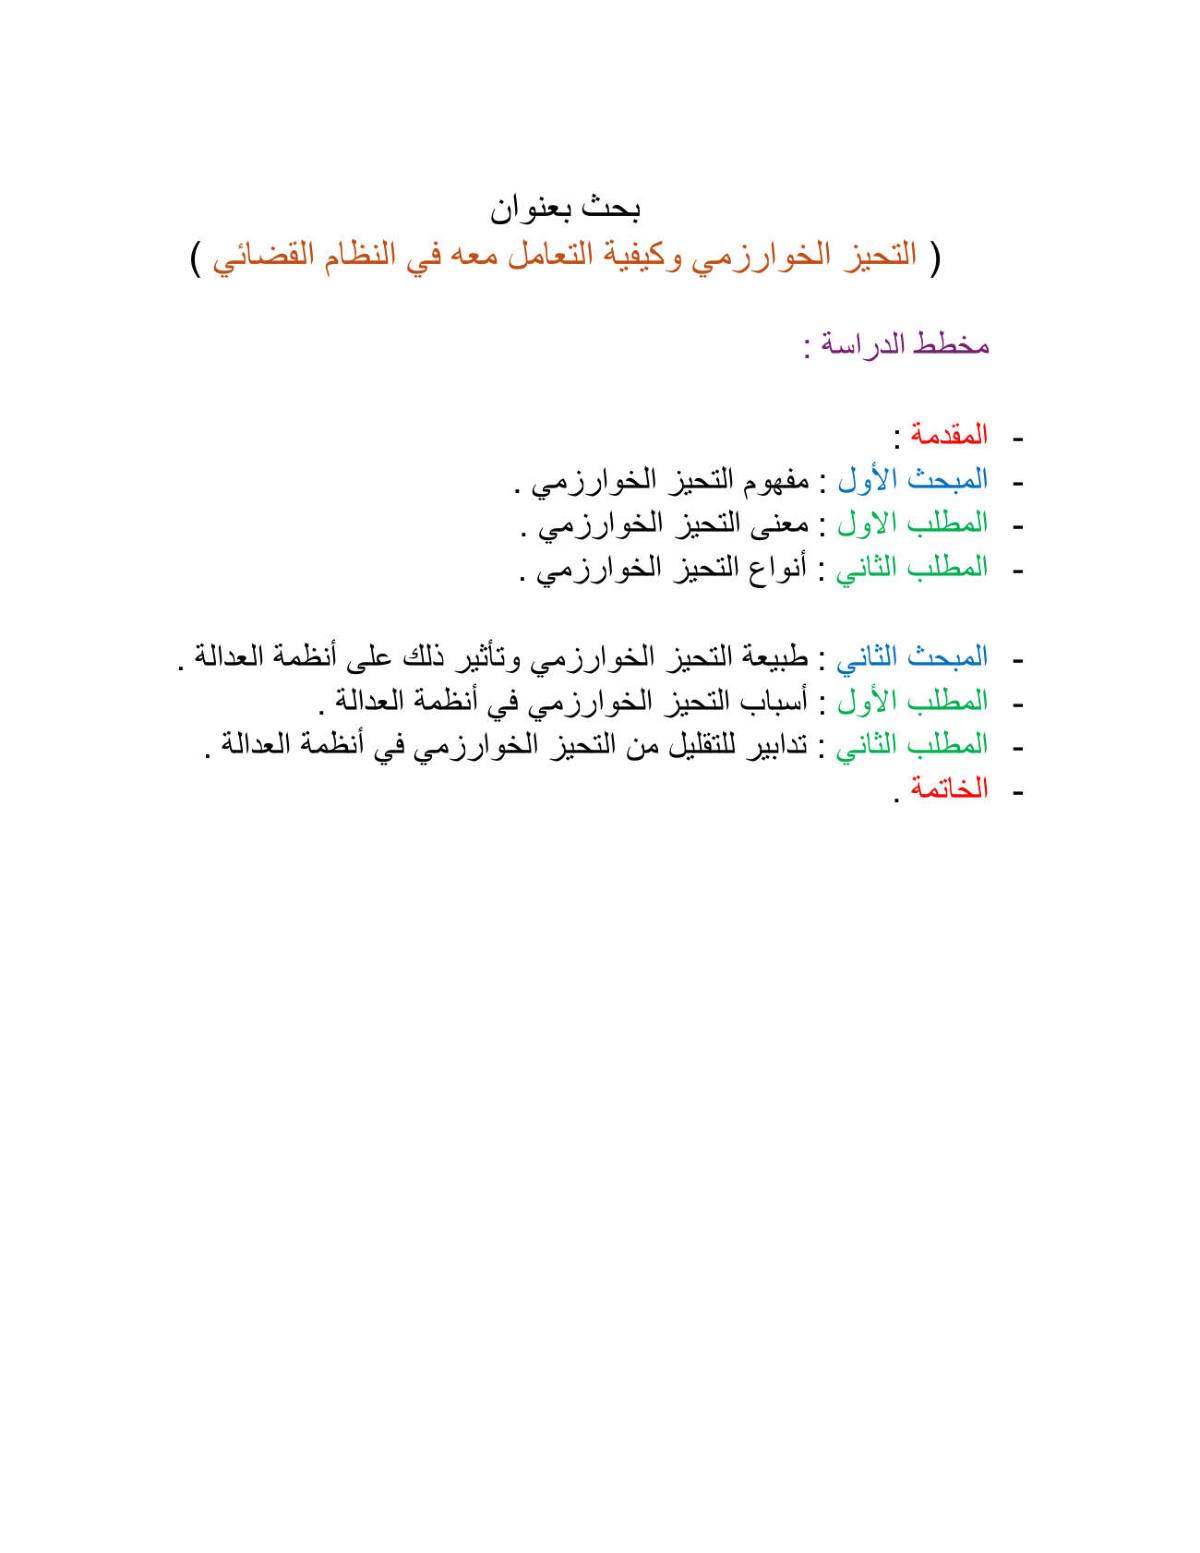 بحث بعنوان
( التحيز الخوارزمي وكيفية التعامل معه في النظام القضائي )
مخطط الدراسة :
- المقدمة :
- المبحث الأول : مفهوم التحيز الخوارزمي .
- المطلب الاول : معنى التحيز الخوارزمي .
- المطلب الثاني : أنواع التحيز الخوارزمي .
- المبحث الثاني : طبيعة التحيز الخوارزمي وتأثير ذلك على أنظمة العدالة .
- المطلب الأول : أسباب التحيز الخوارزمي في أنظمة العدالة .
- المطلب الثاني : تدابير للتقليل من التحيز الخوارزمي في أنظمة العدالة .
- الخاتمة .